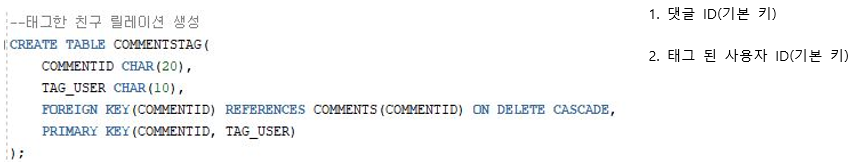 --태그한 친구 릴레이션 생성
CREATE TABLE COMMENTSTAG(
COMMENTID CHAR(20),
TAG_USER CHAR(10),
FOREIGN KEY(COMMENTID) REFERENCES COMMENTS(COMMENTID) ON DELETE CASCADE,
PRIMARY KEY(COMMENTID, TAG_USER)
);
1. 댓글 ID(기본 키)
2. 태그 된 사용자 ID(기본 키)